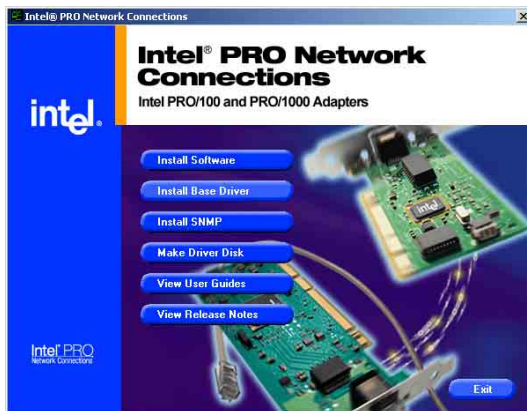 Intel® PRO Network Connections
Intel® PRO Network
Connections
Intel PRO/100 and PRO/1000 Adapters
intel®
Install Software
Install Base Driver
Install SNMP
Make Driver Disk
View User Guides
View Release Notes
intel
Intel® PRO
Network Connections
Exit